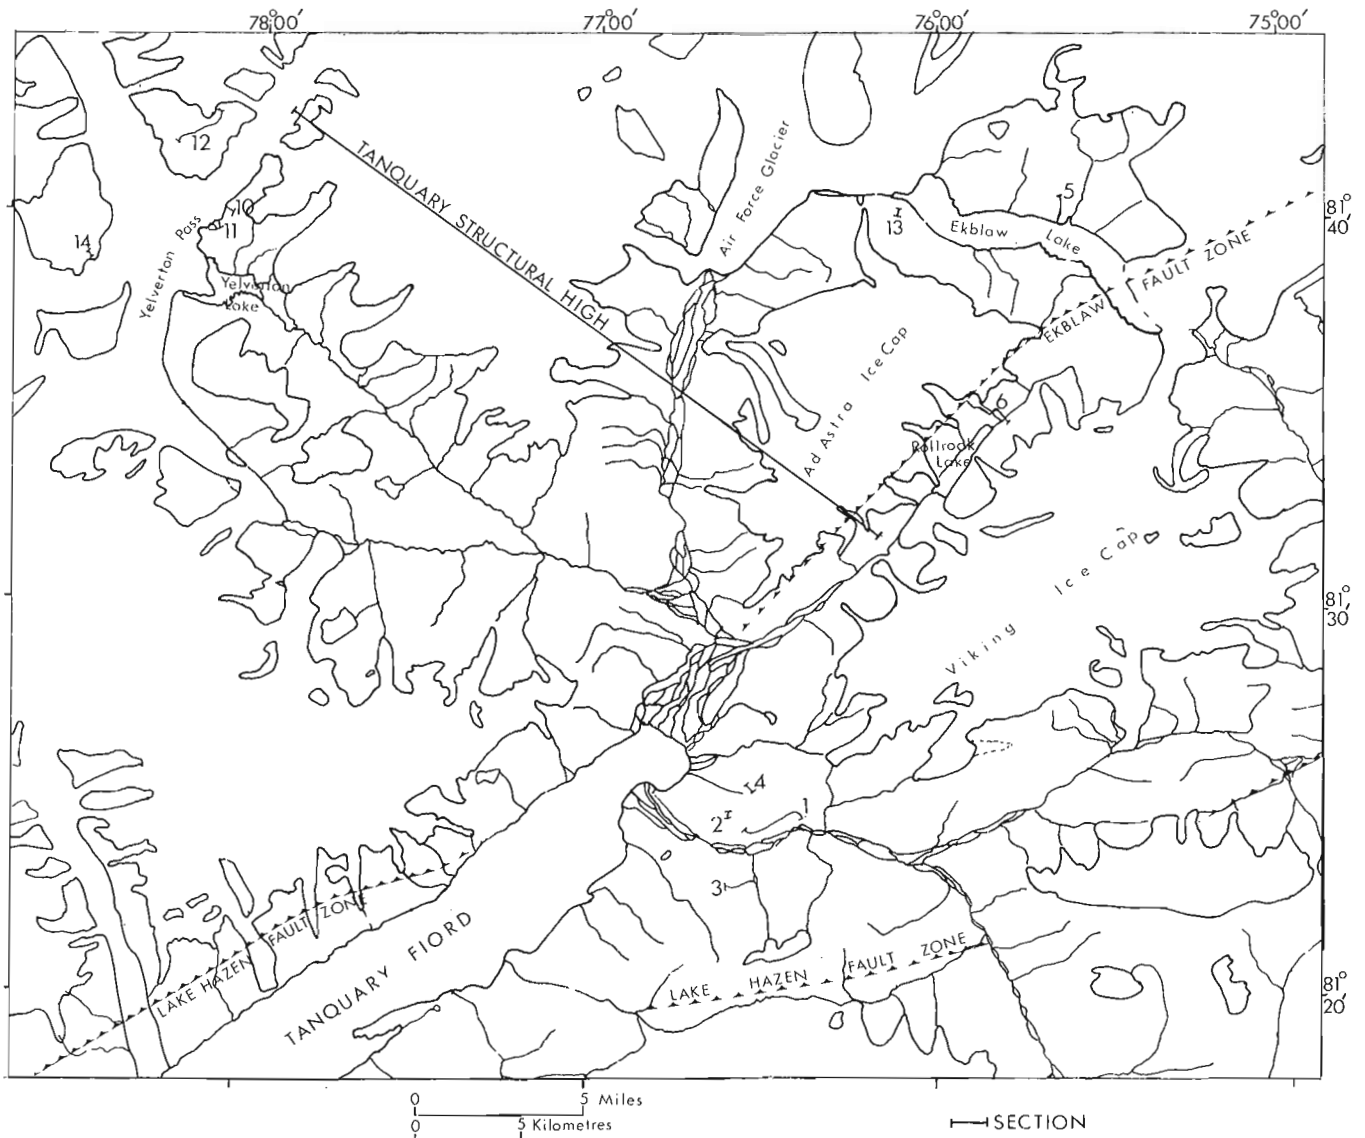 78°00′ 77°00′ 76°00′ 75°00′
12
TANQUARY STRUCTURAL HIGH
Air Force Glacier
5
10
11
14
Yelverton Pass
13
Ekblaw Lake
81°
40′
EKBLAW FAULT ZONE
Yelverton
Lake
Ad Astra Ice Cap
6
Rollrock
Lake
Viking Ice Cap
81°
30′
4
2
1
3
LAKE HAZEN FAULT ZONE
TANQUARY FIORD
LAKE HAZEN FAULT ZONE
81°
20′
0 5 Miles
0 5 Kilometres
SECTION